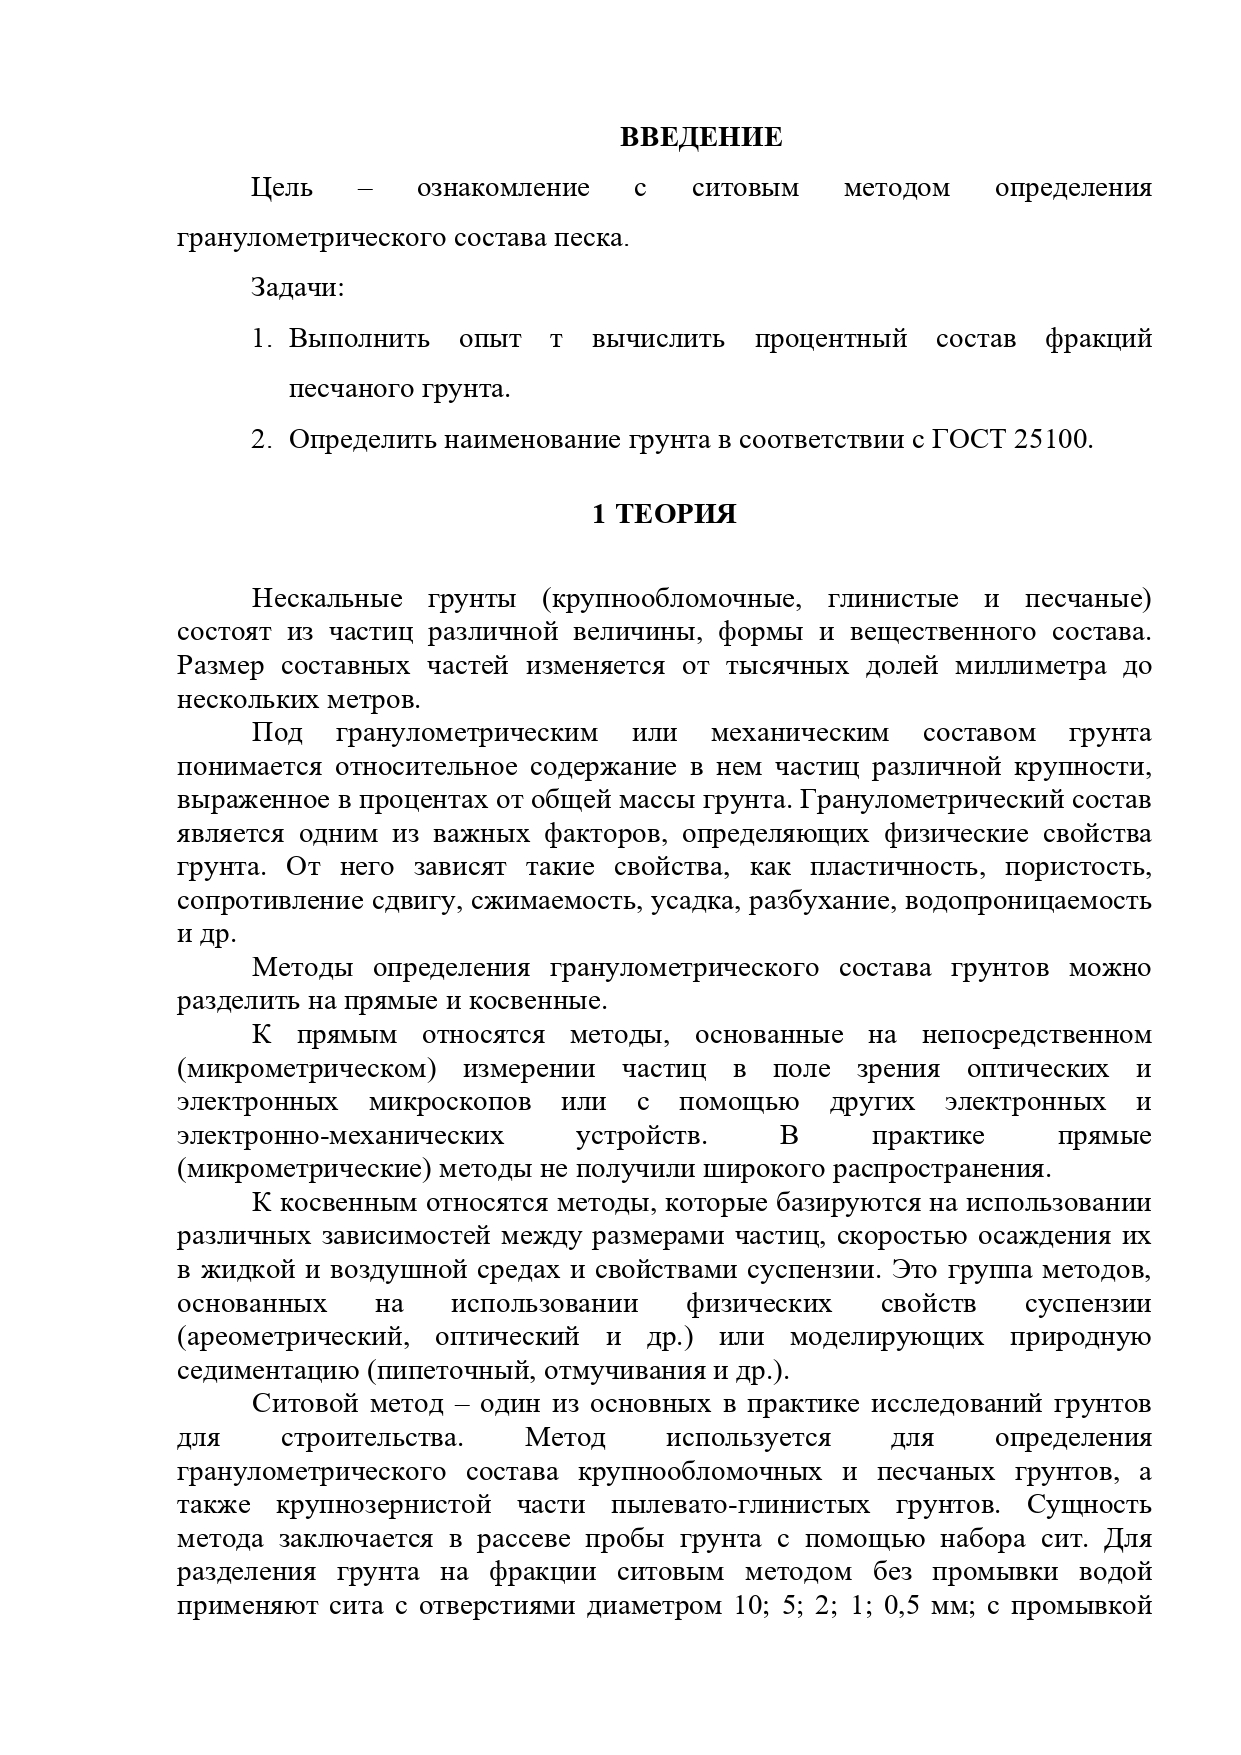 ВВЕДЕНИЕ
Цель – ознакомление с ситовым методом определения
гранулометрического состава песка.
Задачи:
1. Выполнить опыт т вычислить процентный состав фракций
песчаного грунта.
2. Определить наименование грунта в соответствии с ГОСТ 25100.
1 ТЕОРИЯ
Нескальные грунты (крупнообломочные, глинистые и песчаные)
состоят из частиц различной величины, формы и вещественного состава.
Размер составных частей изменяется от тысячных долей миллиметра до
нескольких метров.
Под гранулометрическим или механическим составом грунта
понимается относительное содержание в нем частиц различной крупности,
выраженное в процентах от общей массы грунта. Гранулометрический состав
является одним из важных факторов, определяющих физические свойства
грунта. От него зависят такие свойства, как пластичность, пористость,
сопротивление сдвигу, сжимаемость, усадка, разбухание, водопроницаемость
и др.
Методы определения гранулометрического состава грунтов можно
разделить на прямые и косвенные.
К прямым относятся методы, основанные на непосредственном
(микрометрическом) измерении частиц в поле зрения оптических и
электронных микроскопов или с помощью других электронных и
электронно-механических устройств. В практике прямые
(микрометрические) методы не получили широкого распространения.
К косвенным относятся методы, которые базируются на использовании
различных зависимостей между размерами частиц, скоростью осаждения их
в жидкой и воздушной средах и свойствами суспензии. Это группа методов,
основанных на использовании физических свойств суспензии
(ареометрический, оптический и др.) или моделирующих природную
седиментацию (пипеточный, отмучивания и др.).
Ситовой метод – один из основных в практике исследований грунтов
для строительства. Метод используется для определения
гранулометрического состава крупнообломочных и песчаных грунтов, а
также крупнозернистой части пылевато-глинистых грунтов. Сущность
метода заключается в рассеве пробы грунта с помощью набора сит. Для
разделения грунта на фракции ситовым методом без промывки водой
применяют сита с отверстиями диаметром 10; 5; 2; 1; 0,5 мм; с промывкой